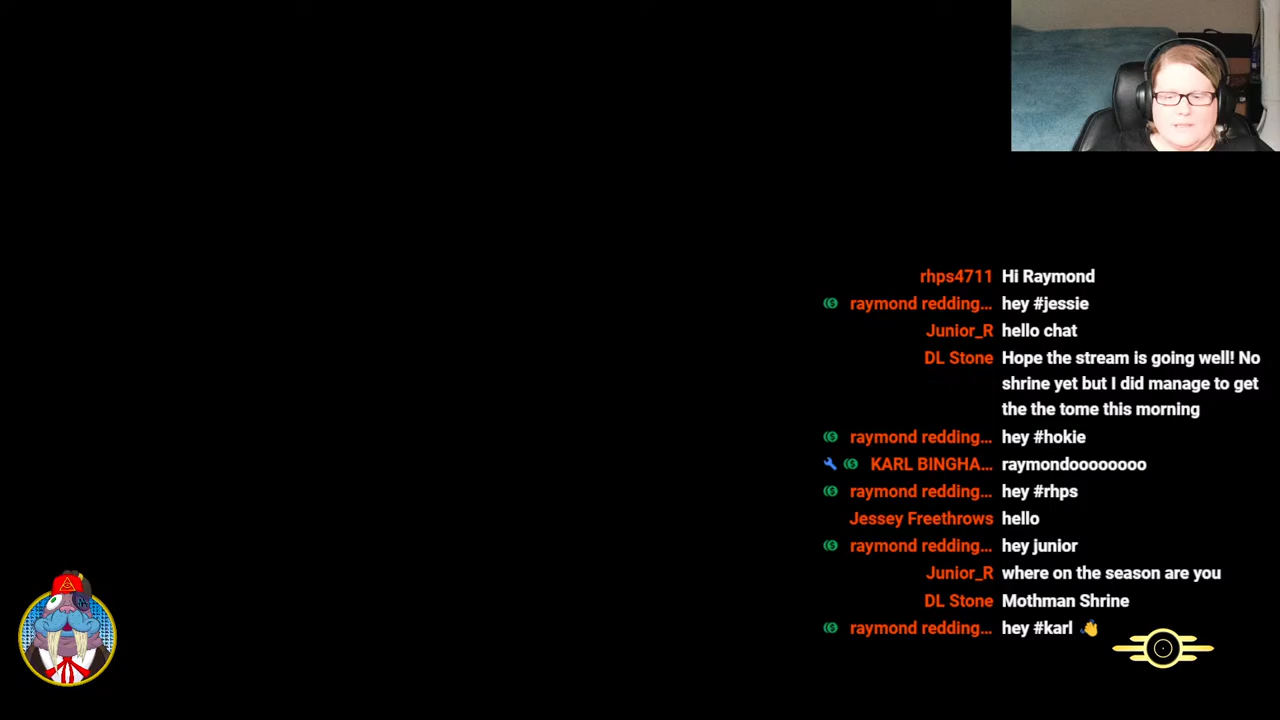 rhps4711 Hi Raymond
raymond redding... hey #jessie
Junior_R hello chat
DL Stone Hope the stream is going well! No
shrine yet but I did manage to get
the the tome this morning
raymond redding... hey #hokie
KARL BINGHA... raymondoooooooo
raymond redding... hey #rhps
Jessey Freethrows hello
raymond redding... hey junior
Junior_R where on the season are you
DL Stone Mothman Shrine
raymond redding... hey #karl 👋